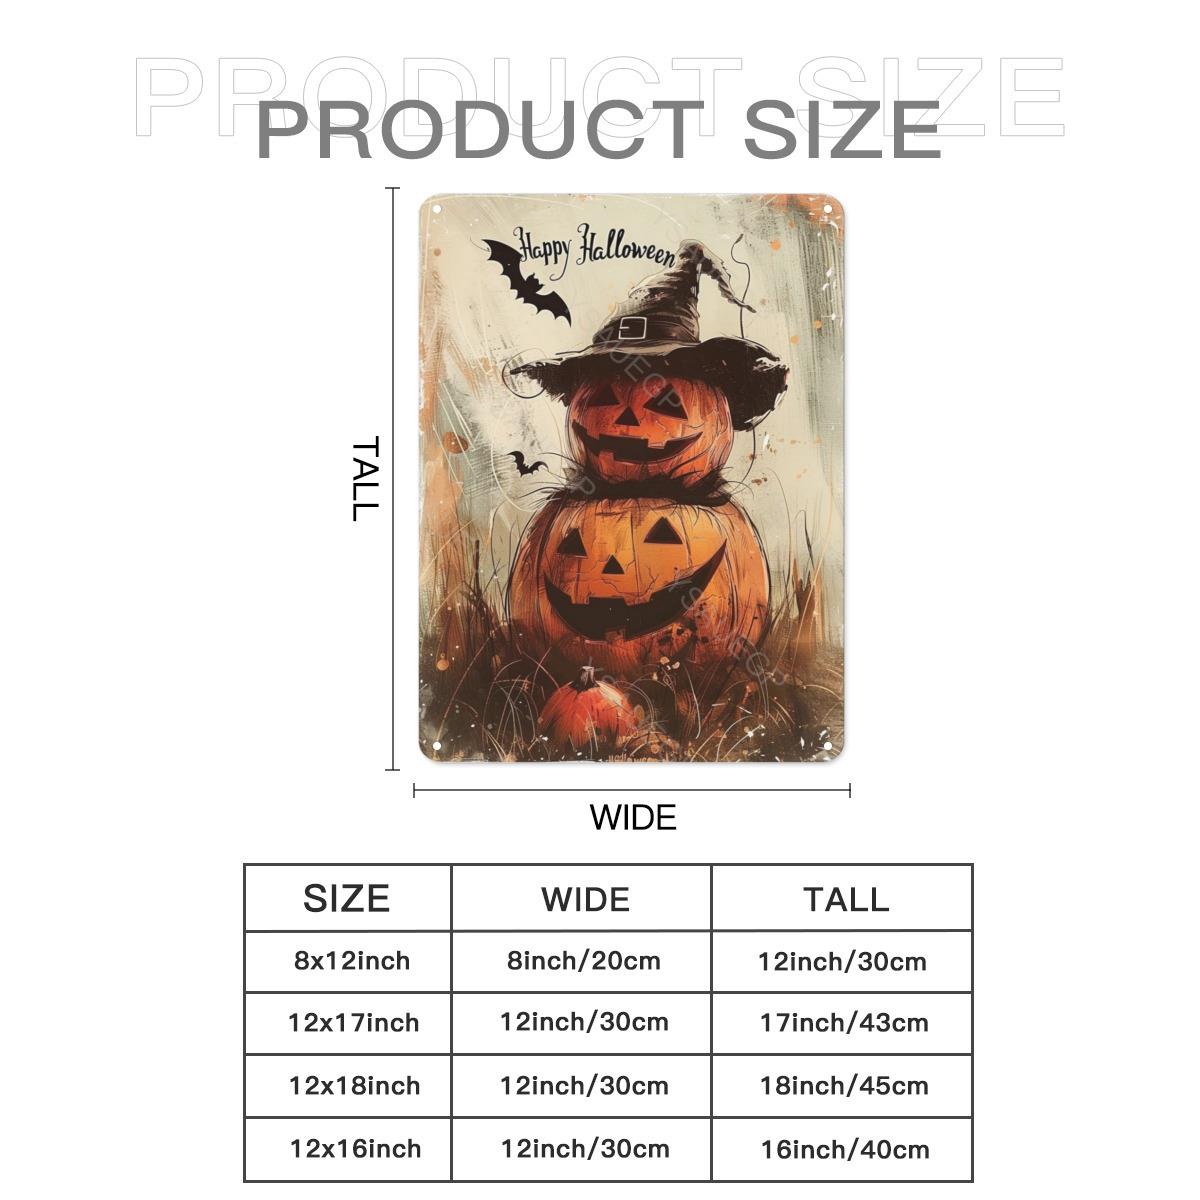 PRODUCT SIZE
PRODUCT SIZE
Happy Halloween
TALL
WIDE
SIZE WIDE TALL
8x12inch 8inch/20cm 12inch/30cm
12x17inch 12inch/30cm 17inch/43cm
12x18inch 12inch/30cm 18inch/45cm
12x16inch 12inch/30cm 16inch/40cm